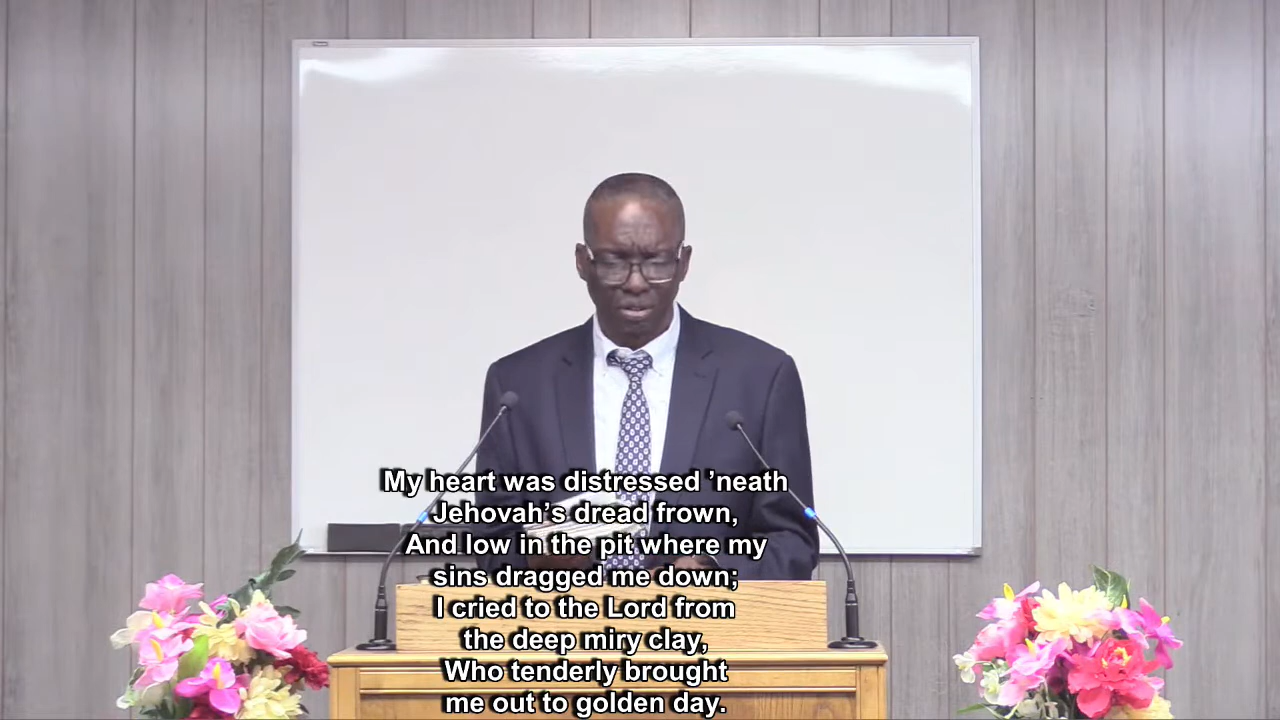 My heart was distressed ’neath
Jehovah’s dread frown,
And low in the pit where my
sins dragged me down;
I cried to the Lord from
the deep miry clay,
Who tenderly brought
me out to golden day.